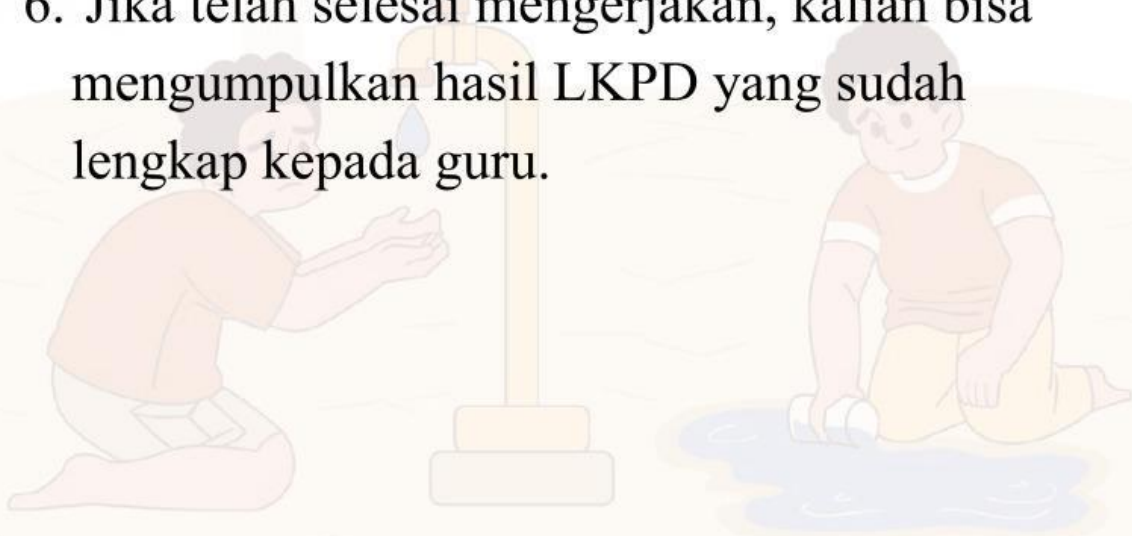 6. Jika telah selesai mengerjakan, kalian bisa
mengumpulkan hasil LKPD yang sudah
lengkap kepada guru.